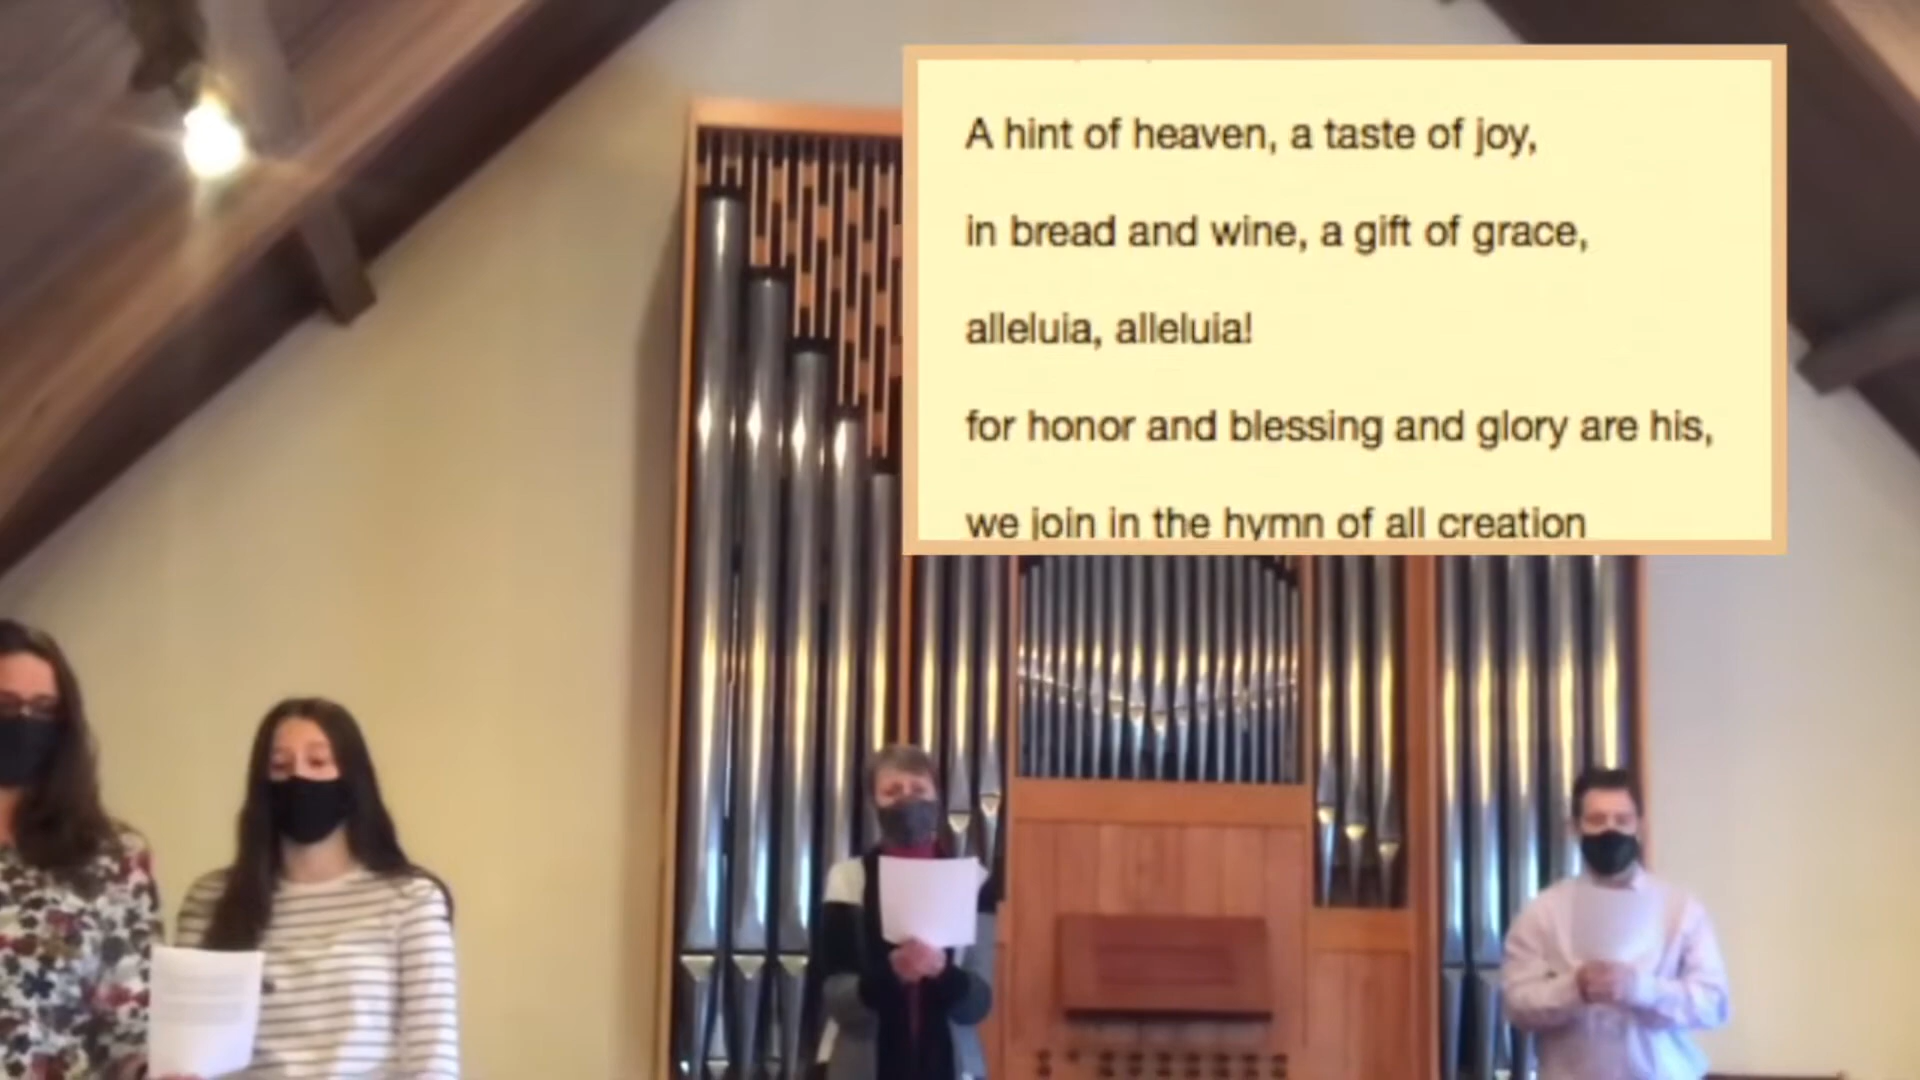 A hint of heaven, a taste of joy,
in bread and wine, a gift of grace,
alleluia, alleluia!
for honor and blessing and glory are his,
we join in the hymn of all creation